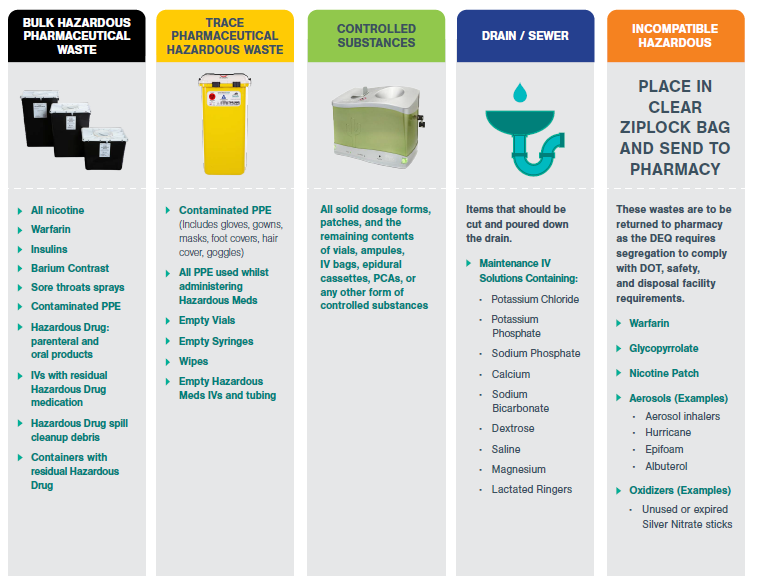 BULK HAZARDOUS
PHARMACEUTICAL
WASTE
All nicotine
Warfarin
Insulins
Barium Contrast
Sore throats sprays
Contaminated PPE
Hazardous Drug:
parenteral and
oral products
IVs with residual
Hazardous Drug
medication
Hazardous Drug spill
cleanup debris
Containers with
residual Hazardous
Drug
TRACE
PHARMACEUTICAL
HAZARDOUS WASTE
Contaminated PPE
(Includes gloves, gowns,
masks, foot covers, hair
cover, goggles)
All PPE used whilst
administering
Hazardous Meds
Empty Vials
Empty Syringes
Wipes
Empty Hazardous
Meds IVs and tubing
CONTROLLED
SUBSTANCES
All solid dosage forms,
patches, and the
remaining contents
of vials, ampules,
IV bags, epidural
cassettes, PCAs, or
any other form of
controlled substances
DRAIN / SEWER
Items that should be
cut and poured down
the drain.
Maintenance IV
Solutions Containing:
· Potassium Chloride
· Potassium
Phosphate
· Sodium Phosphate
· Calcium
· Sodium
Bicarbonate
· Dextrose
· Saline
· Magnesium
· Lactated Ringers
INCOMPATIBLE
HAZARDOUS
PLACE IN
CLEAR
ZIPLOCK BAG
AND SEND TO
PHARMACY
These wastes are to be
returned to pharmacy
as the DEQ requires
segregation to comply
with DOT, safety,
and disposal facility
requirements.
Warfarin
Glycopyrrolate
Nicotine Patch
Aerosols (Examples)
· Aerosol inhalers
· Hurricane
· Epifoam
· Albuterol
Oxidizers (Examples)
· Unused or expired
Silver Nitrate sticks